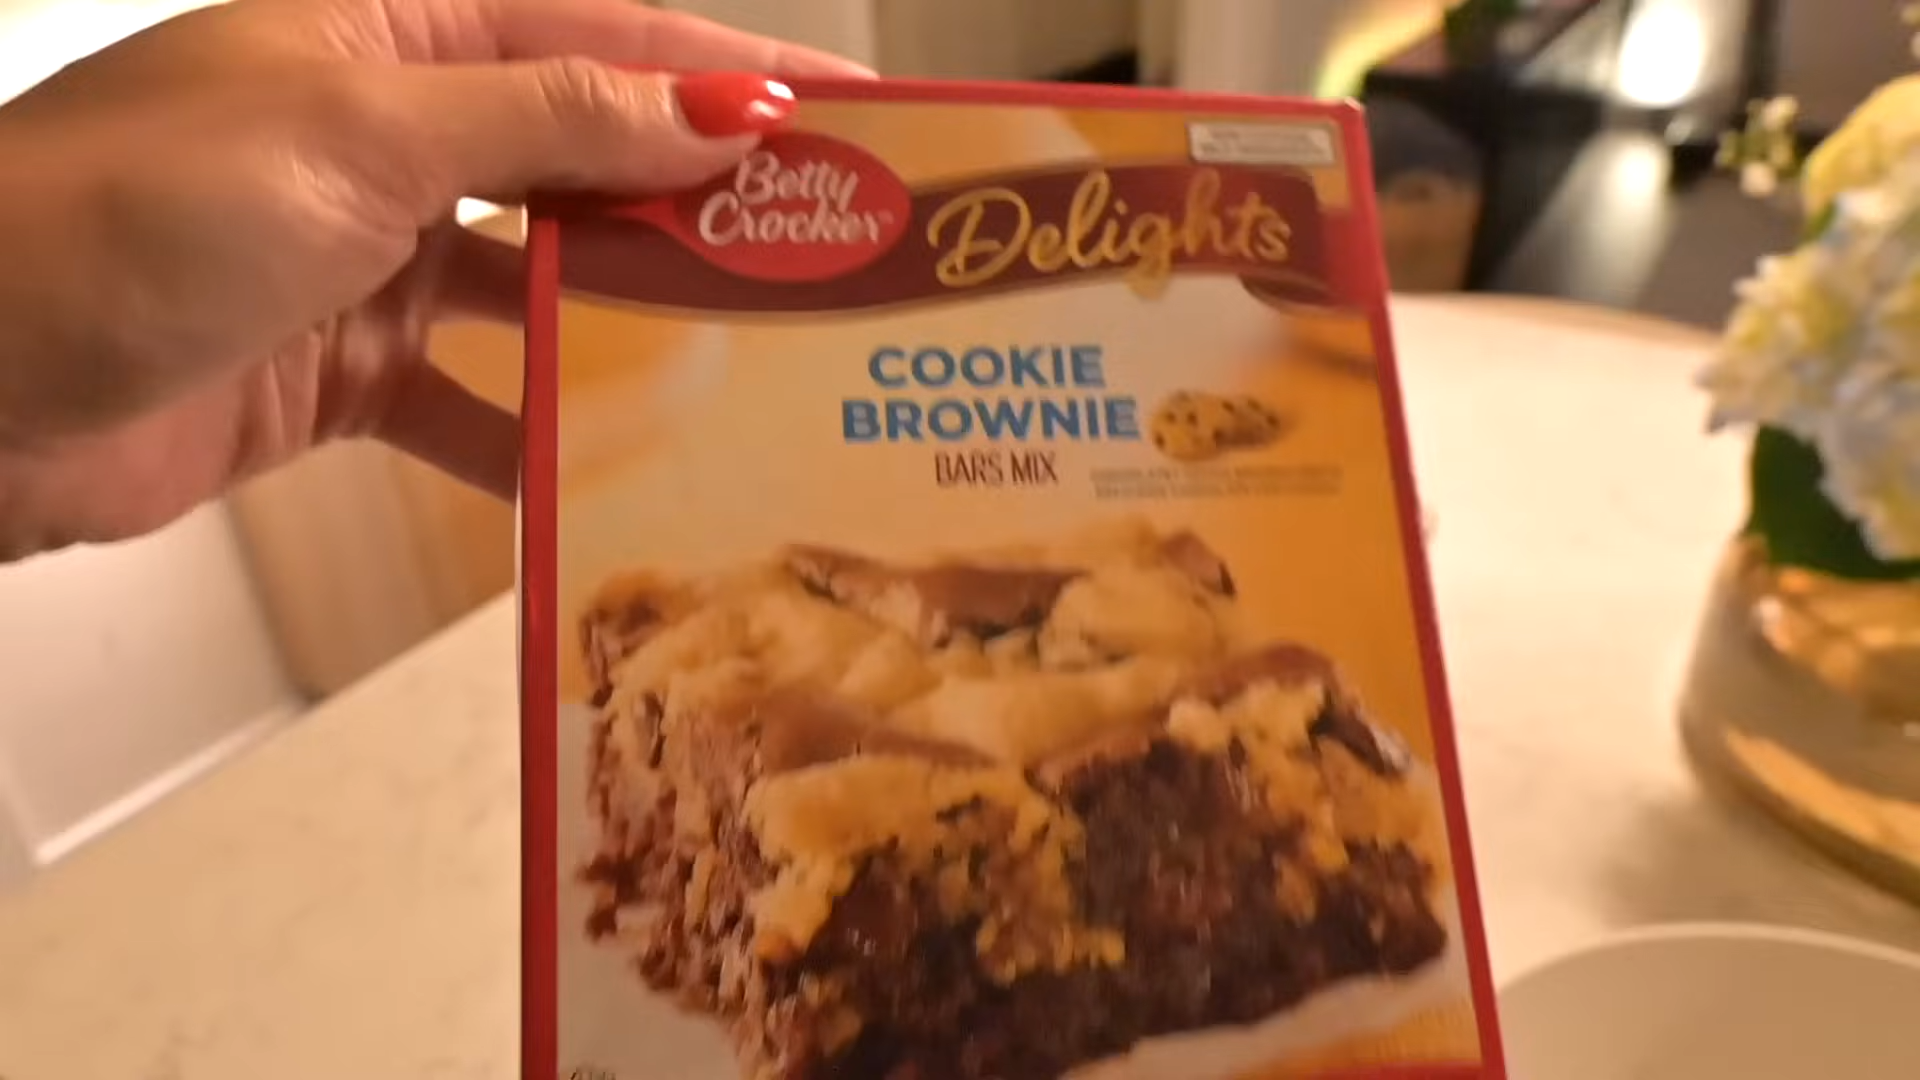 Betty
Crocker
Delights
COOKIE
BROWNIE
BARS MIX